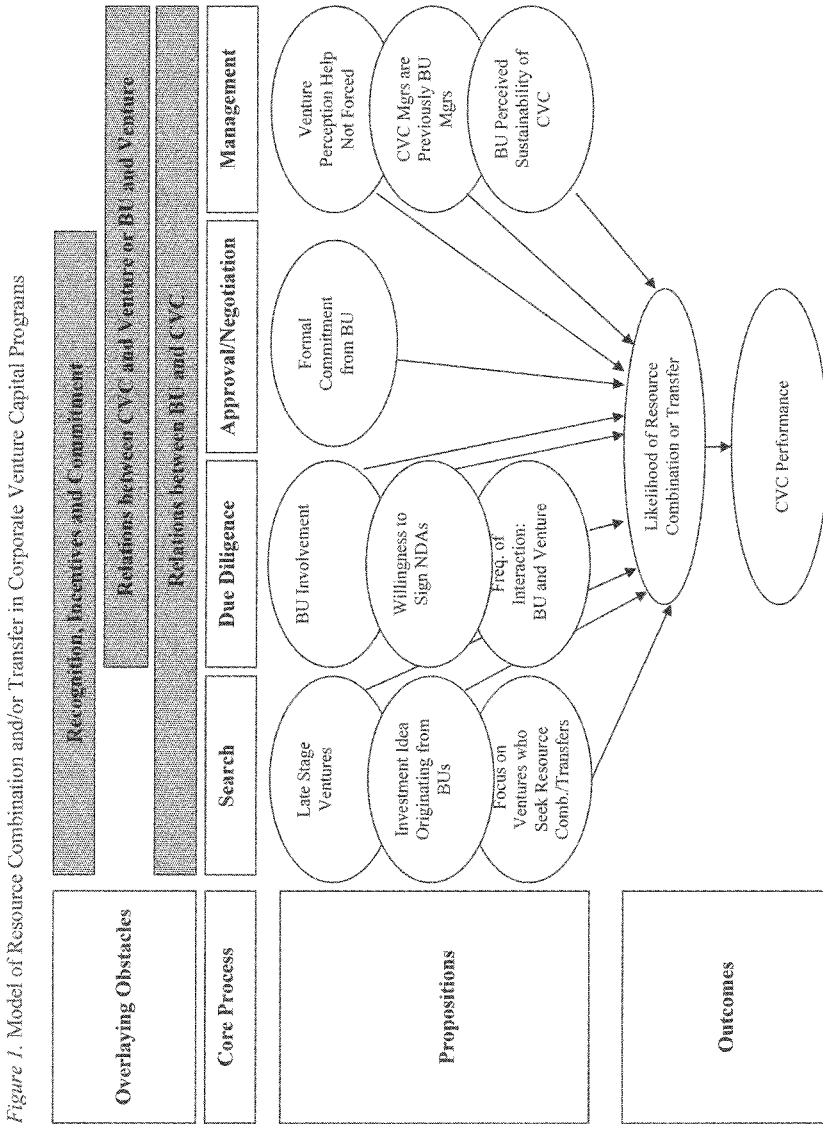 Figure 1. Model of Resource Combination and/or Transfer in Corporate Venture Capital Programs
Overlaying Obstacles
Recognition, Incentives and Commitment
Relations between CVC and Venture or BU and Venture
Relations between BU and CVC
Core Process
Search
Due Diligence
Approval/Negotiation
Management
Propositions
Late Stage
Ventures
Investment Idea
Originating from
BUs
Focus on
Ventures who
Seek Resource
Comb./Transfers
BU Involvement
Willingness to
Sign NDAs
Freq. of
Interaction:
BU and Venture
Formal
Commitment
from BU
Venture
Perception Help
Not Forced
CVC Mgrs are
Previously BU
Mgrs
BU Perceived
Sustainability of
CVC
Outcomes
Likelihood of Resource
Combination or Transfer
CVC Performance